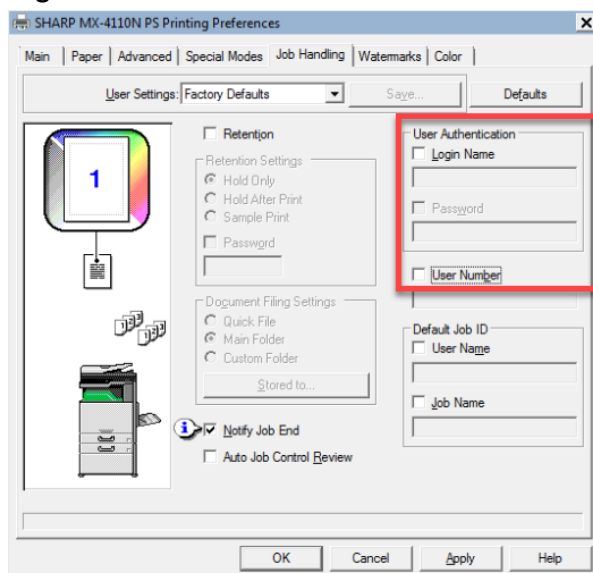 SHARP MX-4110N PS Printing Preferences
Main Paper Advanced Special Modes Job Handling Watermarks Color
User Settings: Factory Defaults Save... Defaults
1
Retention
Retention Settings
Hold Only
Hold After Print
Sample Print
Password
Document Filing Settings
Quick File
Main Folder
Custom Folder
Stored to...
Notify Job End
Auto Job Control Review
User Authentication
Login Name
Password
User Number
Default Job ID
User Name
Job Name
OK Cancel Apply Help